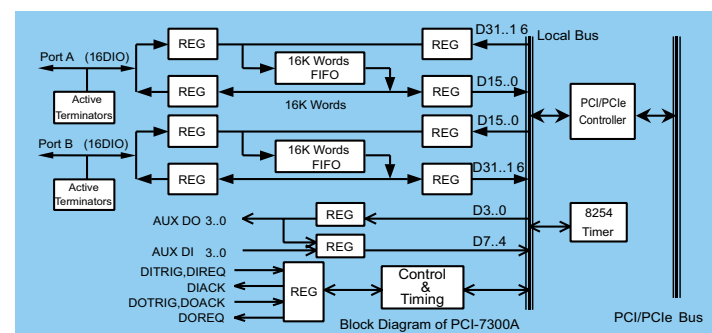 REG
REG
D31..1 6
Local Bus
Port A (16DIO)
16K Words
FIFO
Active
Terminators
REG
REG
D15..0
16K Words
PCI/PCIe
Controller
REG
REG
D15..0
Port B (16DIO)
16K Words
FIFO
Active
Terminators
REG
REG
D31..1 6
AUX DO 3..0
REG
D3..0
8254
Timer
AUX DI 3..0
REG
D7..4
DITRIG,DIREQ
DIACK
DOTRIG,DOACK
DOREQ
REG
Control
&
Timing
Block Diagram of PCI-7300A
PCI/PCIe Bus